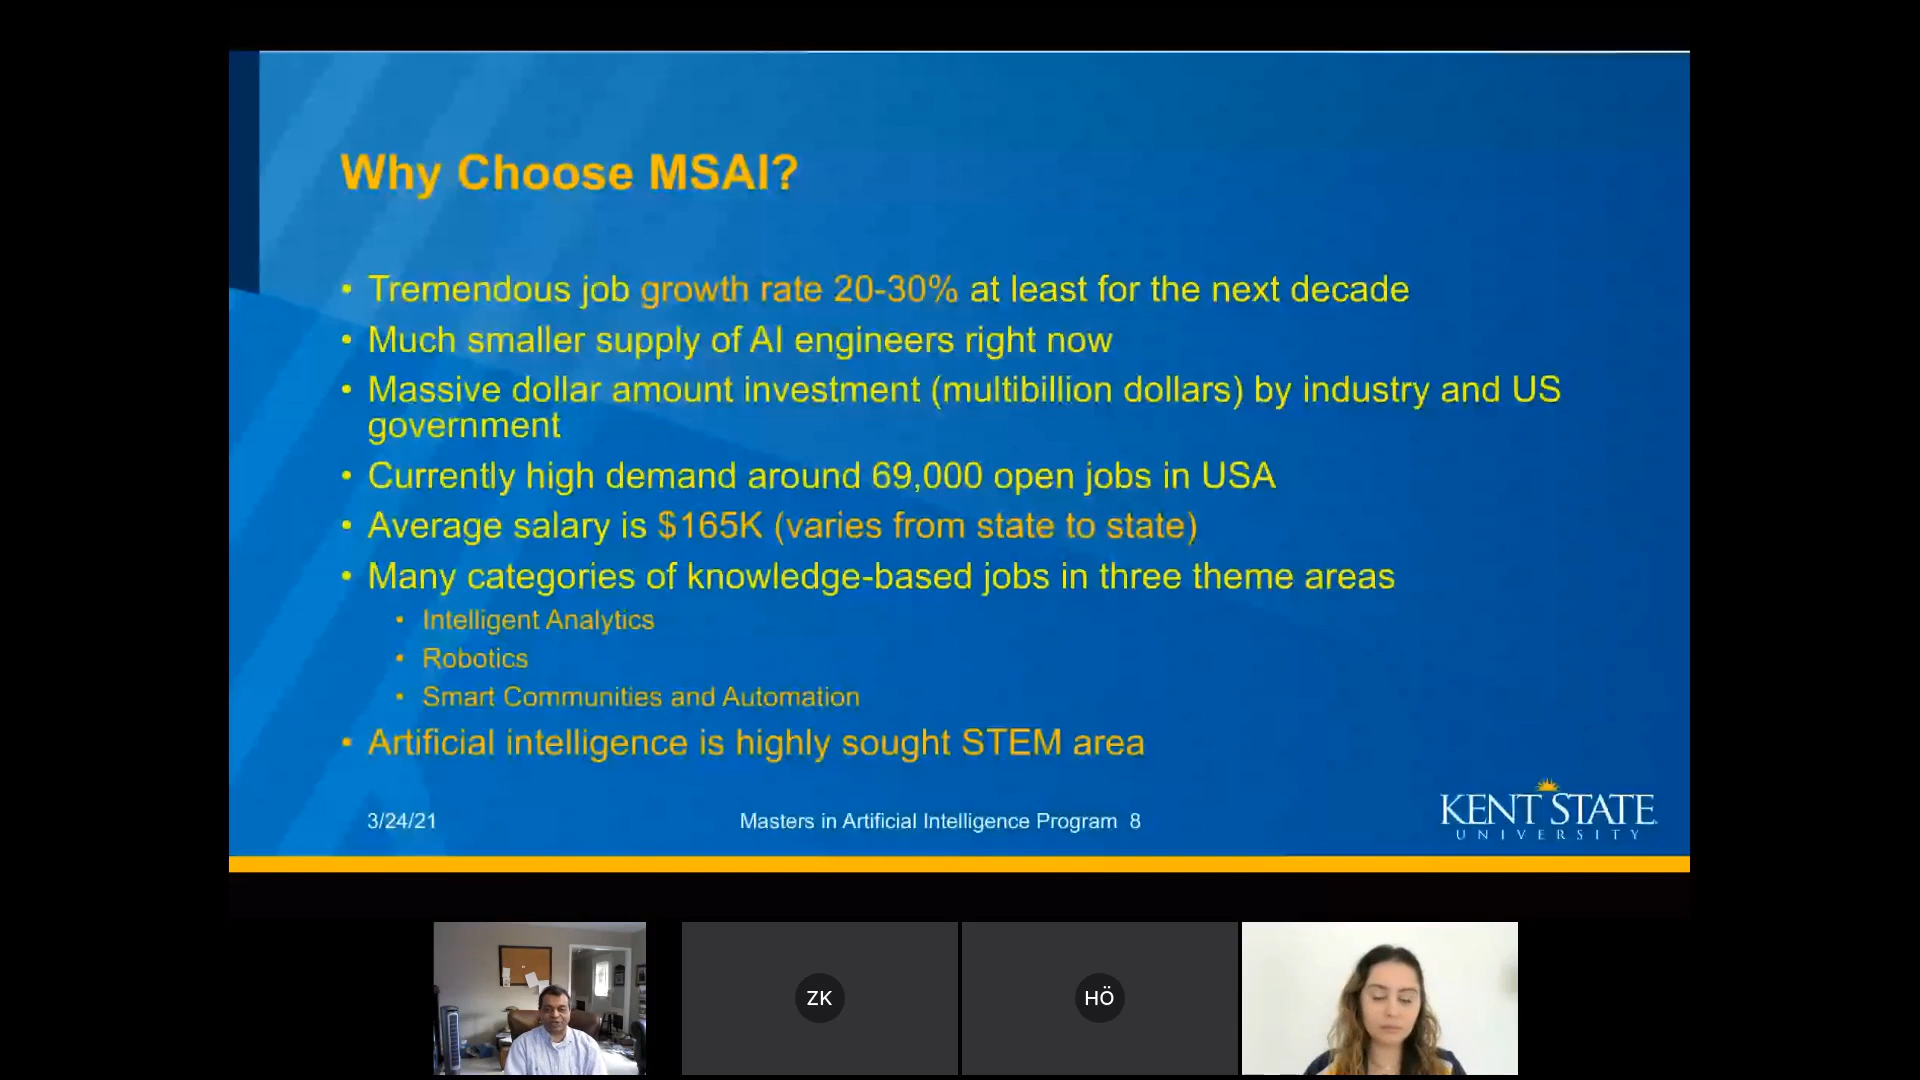 Why Choose MSAI?
• Tremendous job growth rate 20-30% at least for the next decade
• Much smaller supply of AI engineers right now
• Massive dollar amount investment (multibillion dollars) by industry and US
government
• Currently high demand around 69,000 open jobs in USA
• Average salary is $165K (varies from state to state)
• Many categories of knowledge-based jobs in three theme areas
• Intelligent Analytics
• Robotics
• Smart Communities and Automation
• Artificial intelligence is highly sought STEM area
3/24/21
Masters in Artificial Intelligence Program 8
KENT STATE
UNIVERSITY
ZK
HÖ